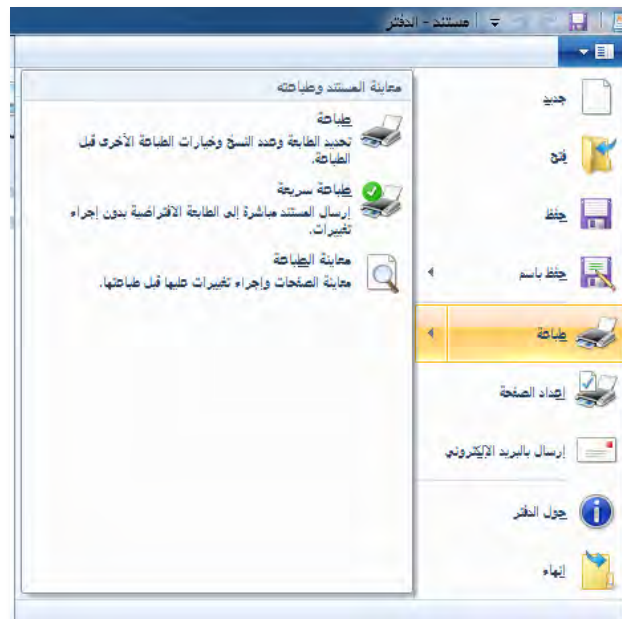 مستند - الدفتر
جديد
فتح
حفظ
حفظ باسم
طباعة
إعداد الصفحة
إرسال بالبريد الإلكتروني
حول الدفتر
إنهاء
معاينة المستند وطباعته
طباعة
تحديد الطابعة وعدد النسخ وخيارات الطباعة الأخرى قبل
الطباعة.
طباعة سريعة
إرسال المستند مباشرة إلى الطابعة الافتراضية بدون إجراء
تغييرات.
معاينة الطباعة
معاينة الصفحات وإجراء تغييرات عليها قبل طباعتها.